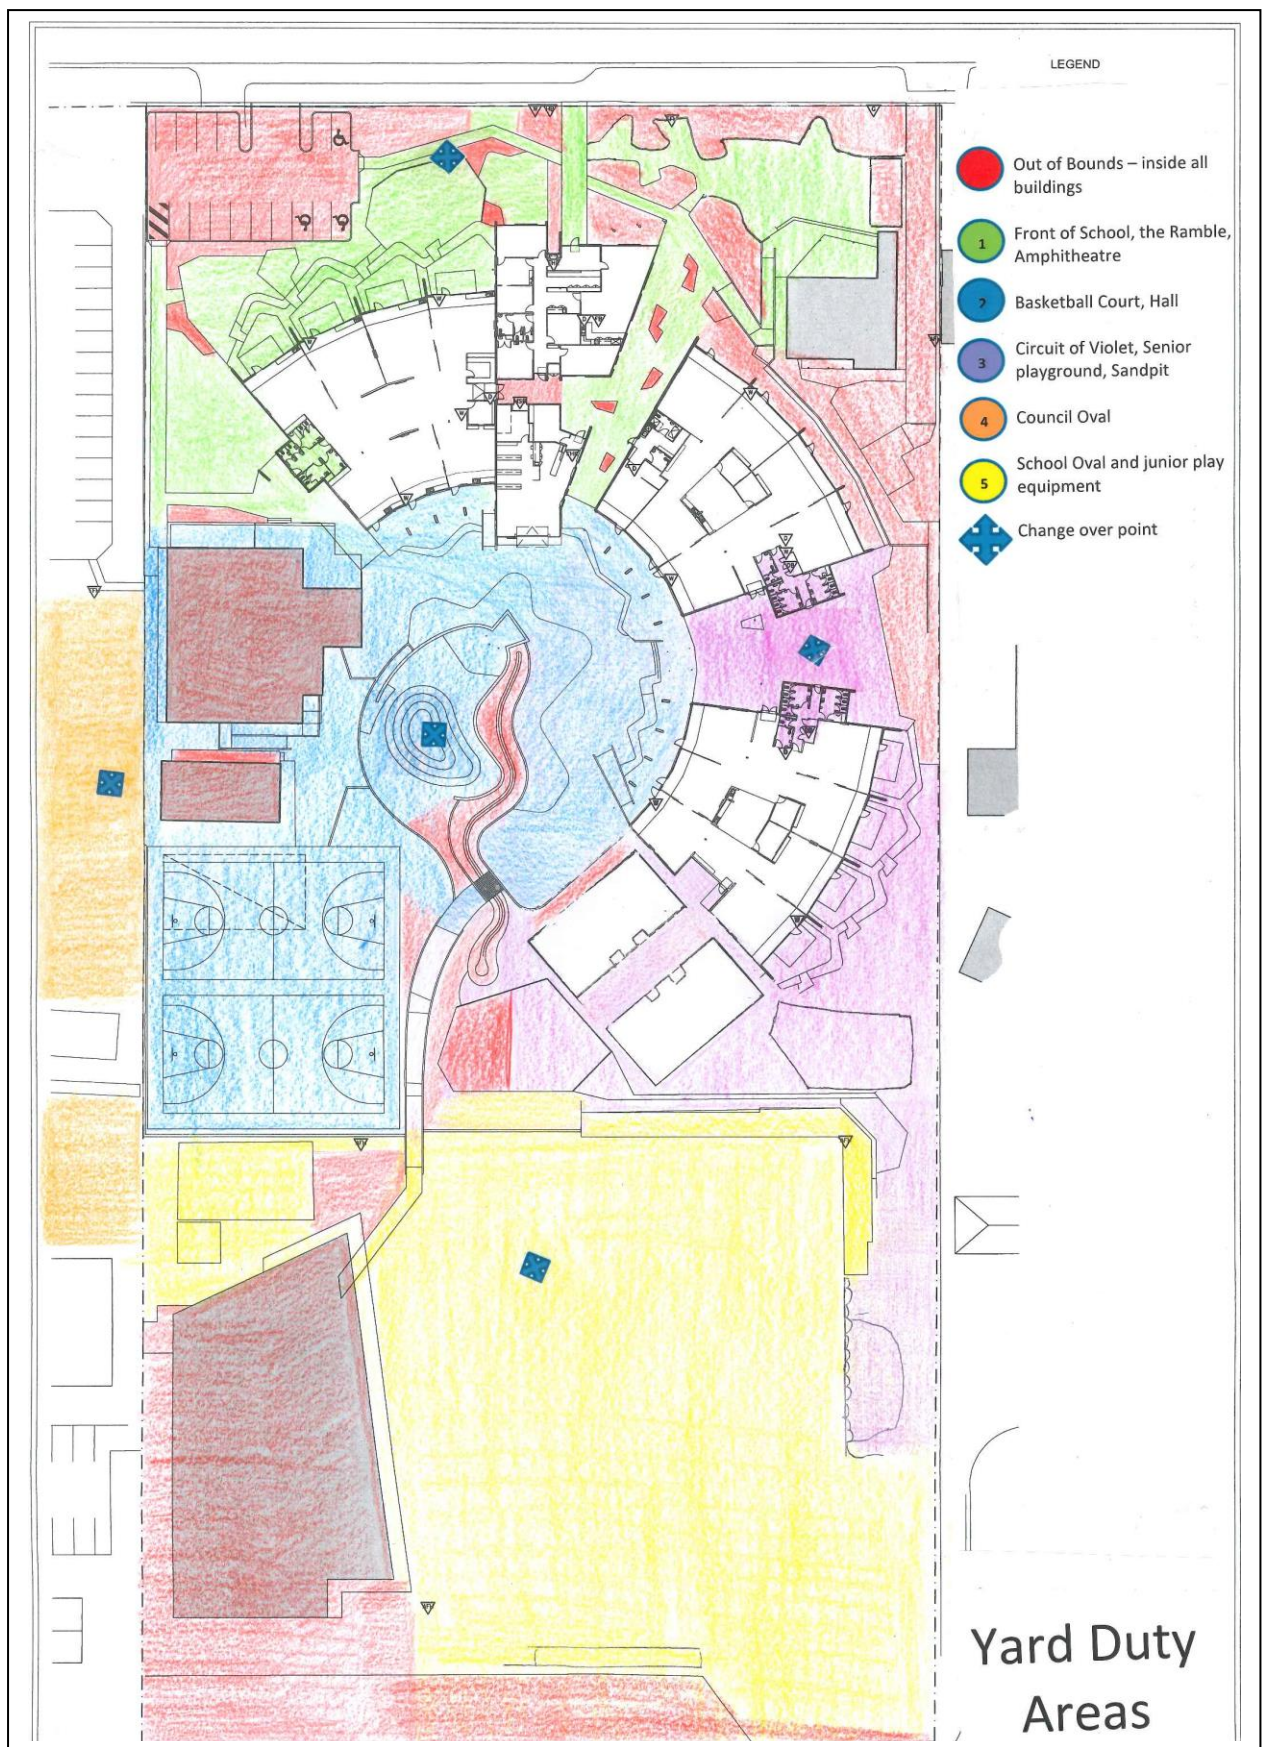 LEGEND
Out of Bounds – inside all
buildings
1
Front of School, the Ramble,
Amphitheatre
2
Basketball Court, Hall
3
Circuit of Violet, Senior
playground, Sandpit
4
Council Oval
5
School Oval and junior play
equipment
Change over point
Yard Duty
Areas